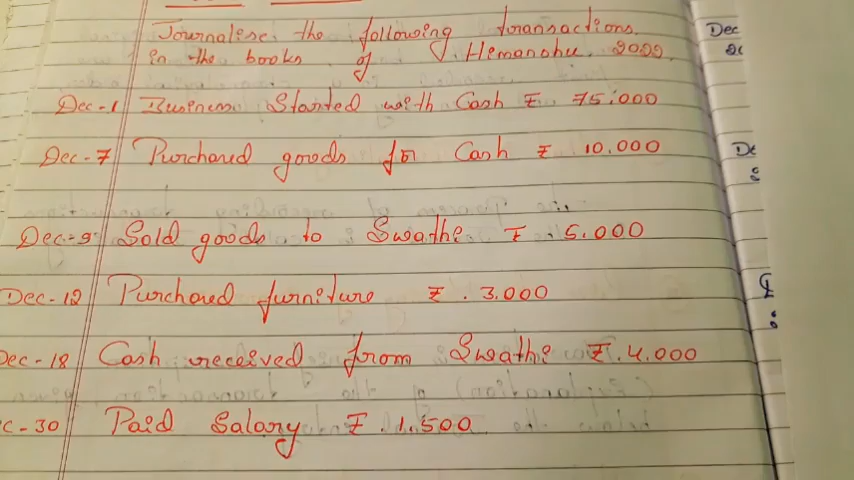 Journalise the following transactions.
in the books of Himanshu. 2022.
Dec-1 Business Started with Cash ₹ 75.000
Dec-7 Purchased goods for Cash ₹ 10.000
Dec-9 Sold goods to Swathi ₹ 5.000
Dec-12 Purchased furniture ₹. 3.000
Dec-18 Cash received from Swathi ₹. 4.000
c-30 Paid Salary ₹ 1.500
Dec